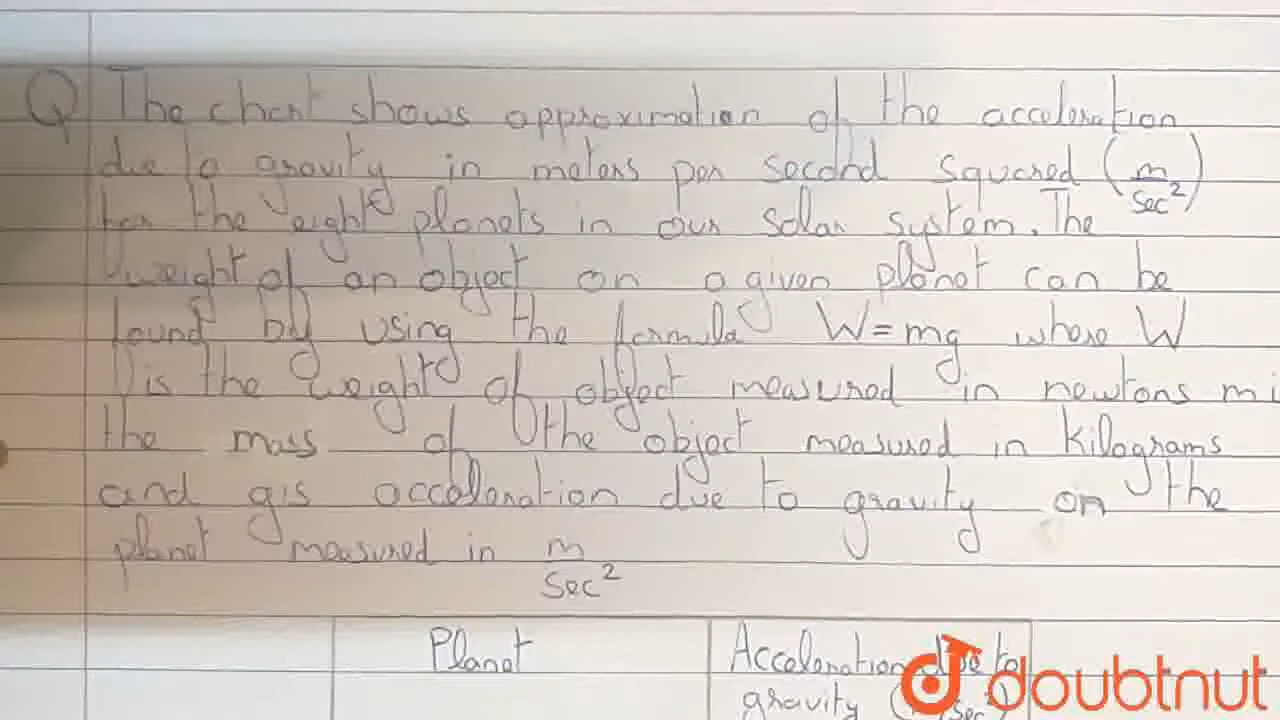 Q The chart shows approximation of the acceleration
due to gravity in meters per second squared (m/sec²)
for the eight planets in our solar system. The
weight of an object on a given planet can be
found by using the formula W=mg where W
is the weight of object measured in newtons mi
the mass of the object measured in kilograms
and g is acceleration due to gravity on the
planet measured in m/sec²
Planet
Acceleration due to
gravity ( sec²)
doubtnut